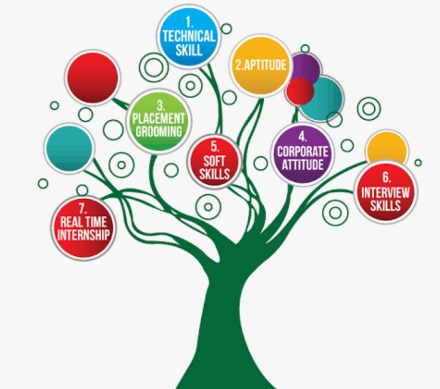 1.
TECHNICAL
SKILL
2.APTITUDE
3.
PLACEMENT
GROOMING
4.
CORPORATE
ATTITUDE
5.
SOFT
SKILLS
6.
INTERVIEW
SKILLS
7.
REAL TIME
INTERNSHIP